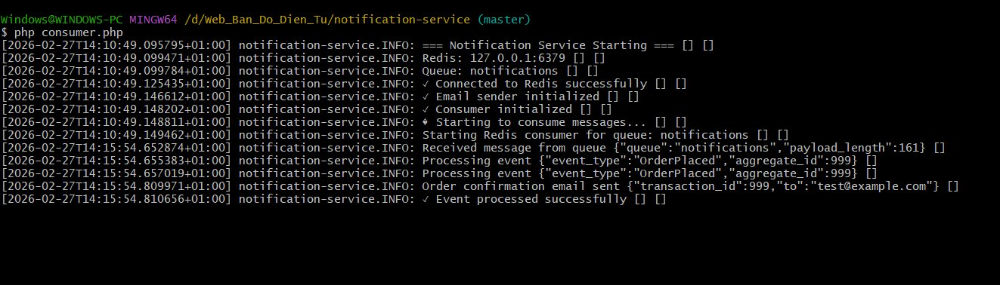 Windows@WINDOWS-PC MINGW64 /d/Web_Ban_Do_Dien_Tu/notification-service (master)
$ php consumer.php
[2026-02-27T14:10:49.095795+01:00] notification-service.INFO: === Notification Service Starting === [] []
[2026-02-27T14:10:49.099471+01:00] notification-service.INFO: Redis: 127.0.0.1:6379 [] []
[2026-02-27T14:10:49.099784+01:00] notification-service.INFO: Queue: notifications [] []
[2026-02-27T14:10:49.125435+01:00] notification-service.INFO: ✓ Connected to Redis successfully [] []
[2026-02-27T14:10:49.146612+01:00] notification-service.INFO: ✓ Email sender initialized [] []
[2026-02-27T14:10:49.148202+01:00] notification-service.INFO: ✓ Consumer initialized [] []
[2026-02-27T14:10:49.148811+01:00] notification-service.INFO: � Starting to consume messages... [] []
[2026-02-27T14:10:49.149462+01:00] notification-service.INFO: Starting Redis consumer for queue: notifications [] []
[2026-02-27T14:15:54.652874+01:00] notification-service.INFO: Received message from queue {"queue":"notifications","payload_length":161} []
[2026-02-27T14:15:54.655383+01:00] notification-service.INFO: Processing event {"event_type":"OrderPlaced","aggregate_id":999} []
[2026-02-27T14:15:54.657019+01:00] notification-service.INFO: Processing event {"event_type":"OrderPlaced","aggregate_id":999} []
[2026-02-27T14:15:54.809971+01:00] notification-service.INFO: Order confirmation email sent {"transaction_id":999,"to":"test@example.com"} []
[2026-02-27T14:15:54.810656+01:00] notification-service.INFO: ✓ Event processed successfully [] []